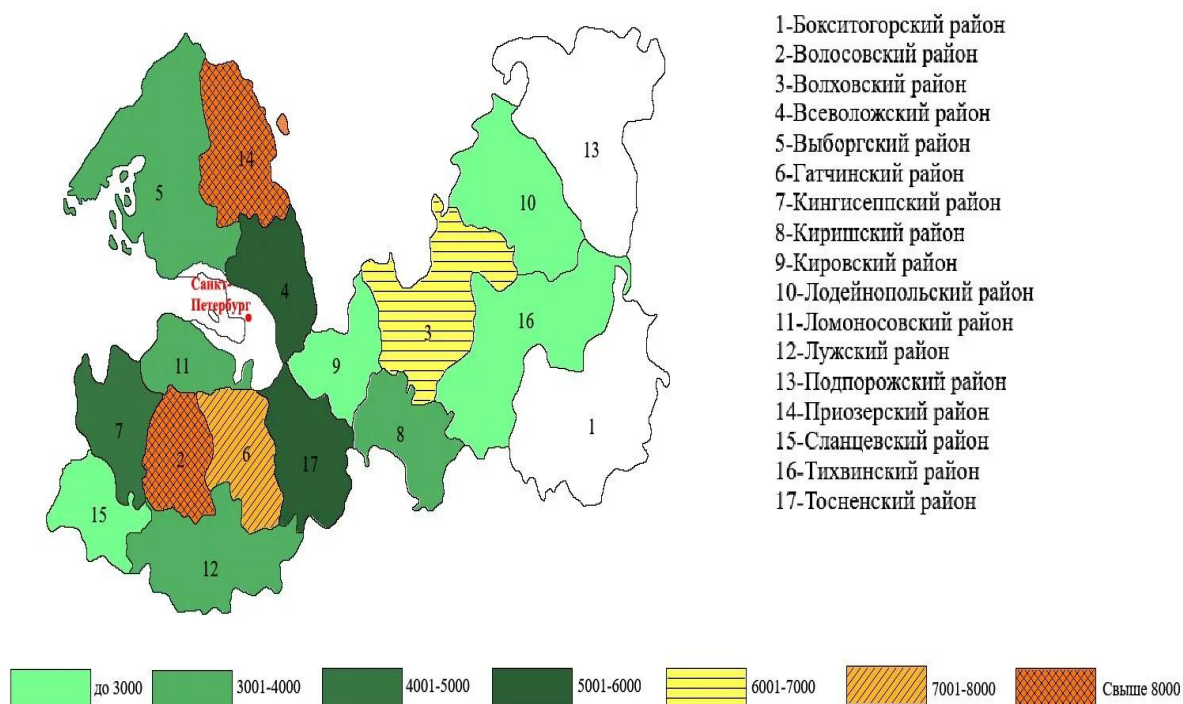 1-Бокситогорский район
2-Волосовский район
3-Волховский район
4-Всеволожский район
5-Выборгский район
6-Гатчинский район
7-Кингисеппский район
8-Киришский район
9-Кировский район
10-Лодейнопольский район
11-Ломоносовский район
12-Лужский район
13-Подпорожский район
14-Приозерский район
15-Сланцевский район
16-Тихвинский район
17-Тосненский район
14
13
5
10
Санкт-
Петербург
4
16
3
9
11
1
7
8
2
6
17
15
12
до 3000
3001-4000
4001-5000
5001-6000
6001-7000
7001-8000
Свыше 8000